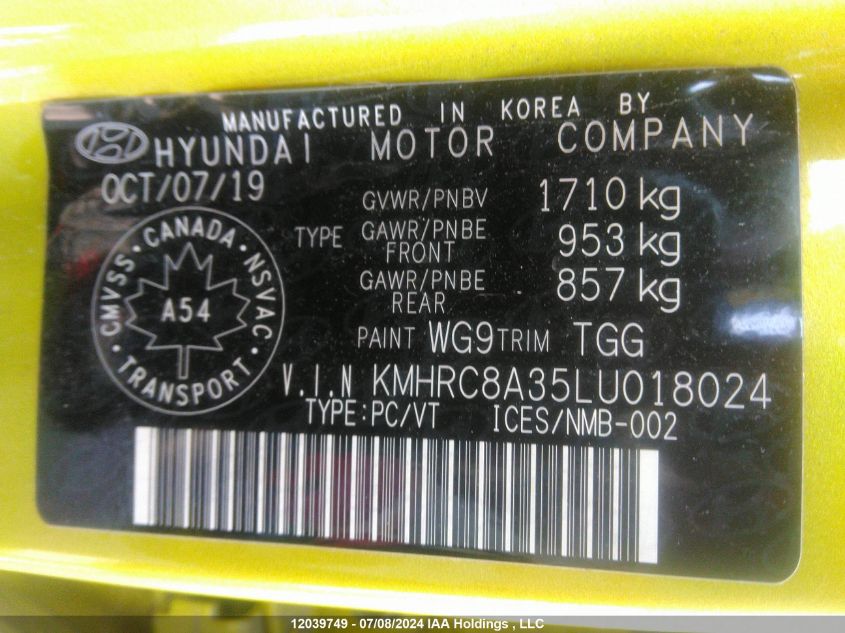 MANUFACTURED IN KOREA BY
HYUNDAI MOTOR COMPANY
OCT/07/19
GVWR/PNBV 1710 kg
TYPE GAWR/PNBE FRONT 953 kg
GAWR/PNBE REAR 857 kg
CMVSS · CANADA · NSVAC · TRANSPORT ·
A54
PAINT WG9 TRIM TGG
V.I.N KMHRC8A35LU018024
TYPE:PC/VT ICES/NMB-002
12039749 - 07/08/2024 IAA Holdings , LLC